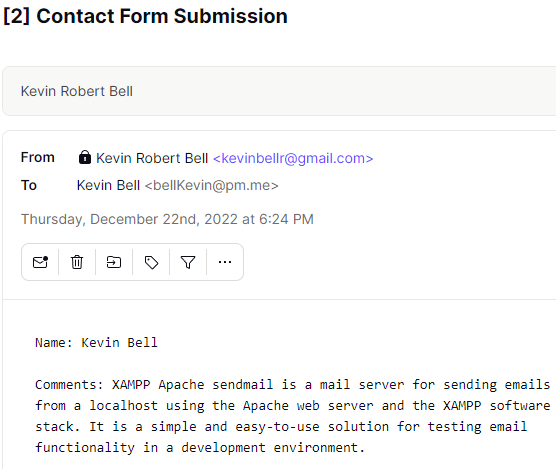 [2] Contact Form Submission
Kevin Robert Bell
From Kevin Robert Bell <kevinbellr@gmail.com>
To Kevin Bell <bellKevin@pm.me>
Thursday, December 22nd, 2022 at 6:24 PM
Name: Kevin Bell
Comments: XAMPP Apache sendmail is a mail server for sending emails
from a localhost using the Apache web server and the XAMPP software
stack. It is a simple and easy-to-use solution for testing email
functionality in a development environment.